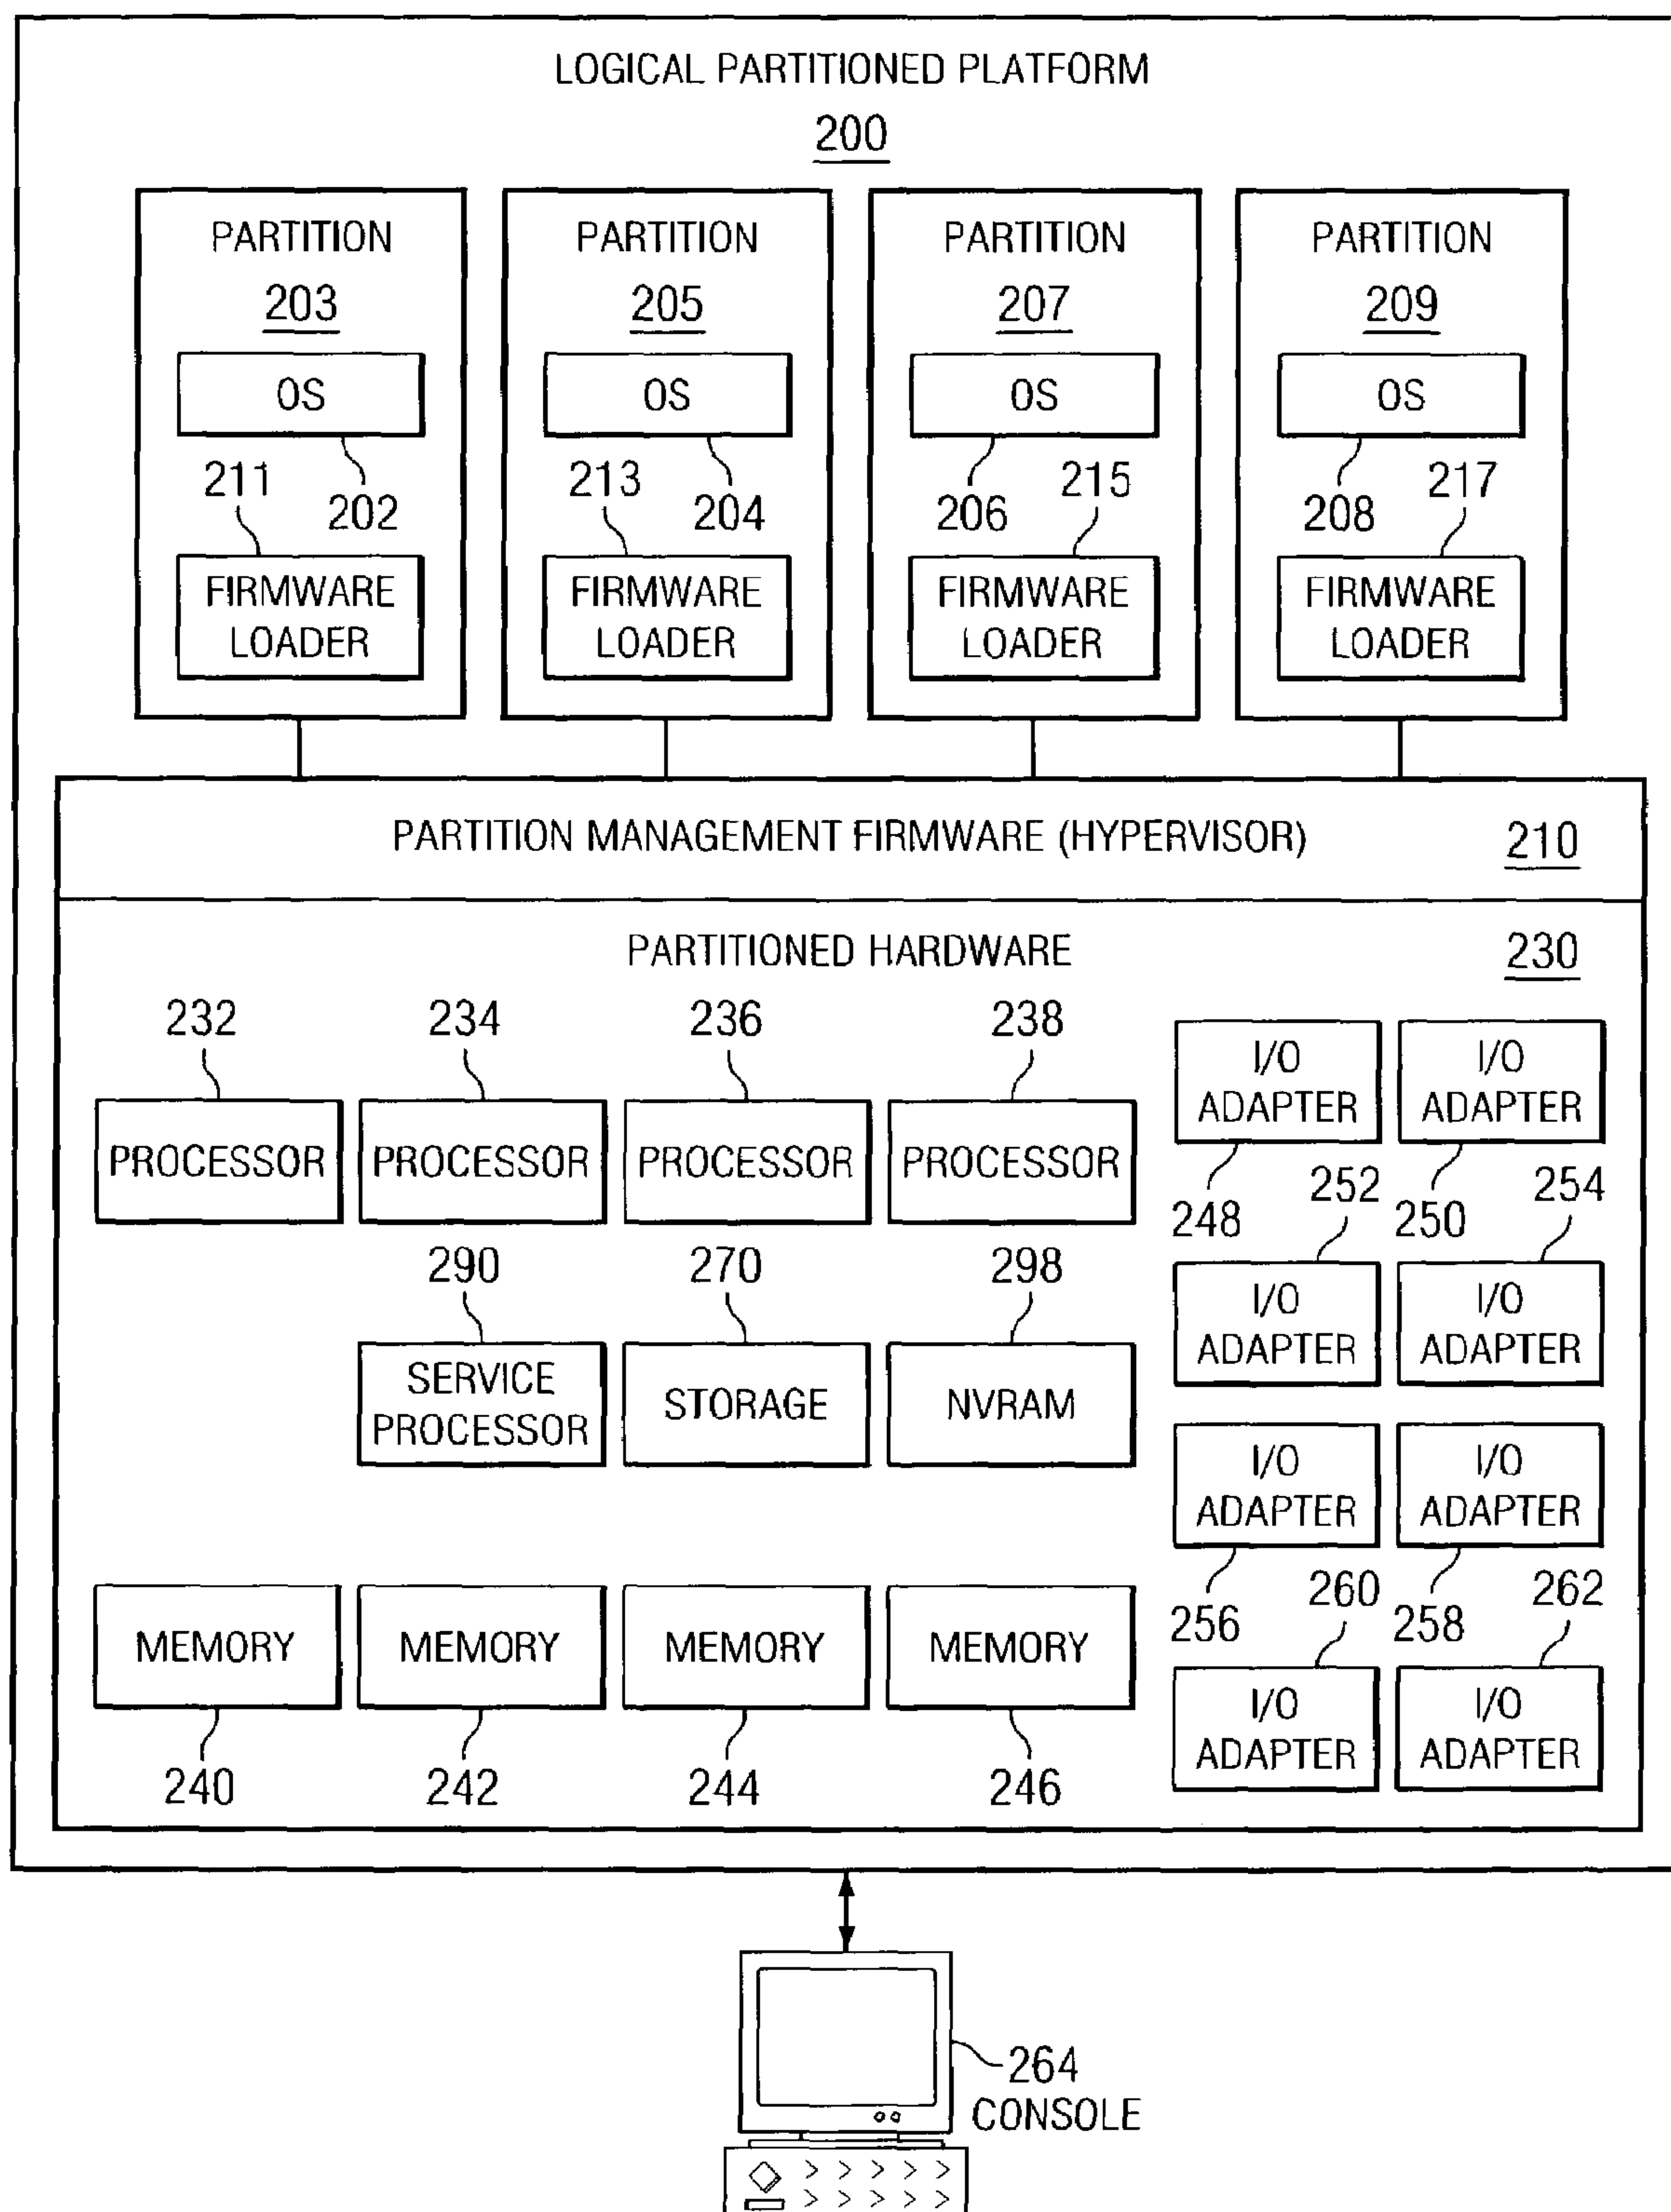 LOGICAL PARTITIONED PLATFORM
200
PARTITION PARTITION PARTITION PARTITION
203 205 207 209
OS OS OS OS
211 202 213 204 206 215 208 217
FIRMWARE LOADER FIRMWARE LOADER FIRMWARE LOADER FIRMWARE LOADER
PARTITION MANAGEMENT FIRMWARE (HYPERVISOR) 210
PARTITIONED HARDWARE 230
232 234 236 238
PROCESSOR PROCESSOR PROCESSOR PROCESSOR
290 270 298
SERVICE PROCESSOR STORAGE NVRAM
MEMORY MEMORY MEMORY MEMORY
240 242 244 246
I/O ADAPTER I/O ADAPTER
248 252 250 254
I/O ADAPTER I/O ADAPTER
I/O ADAPTER I/O ADAPTER
256 260 258 262
I/O ADAPTER I/O ADAPTER
264
CONSOLE